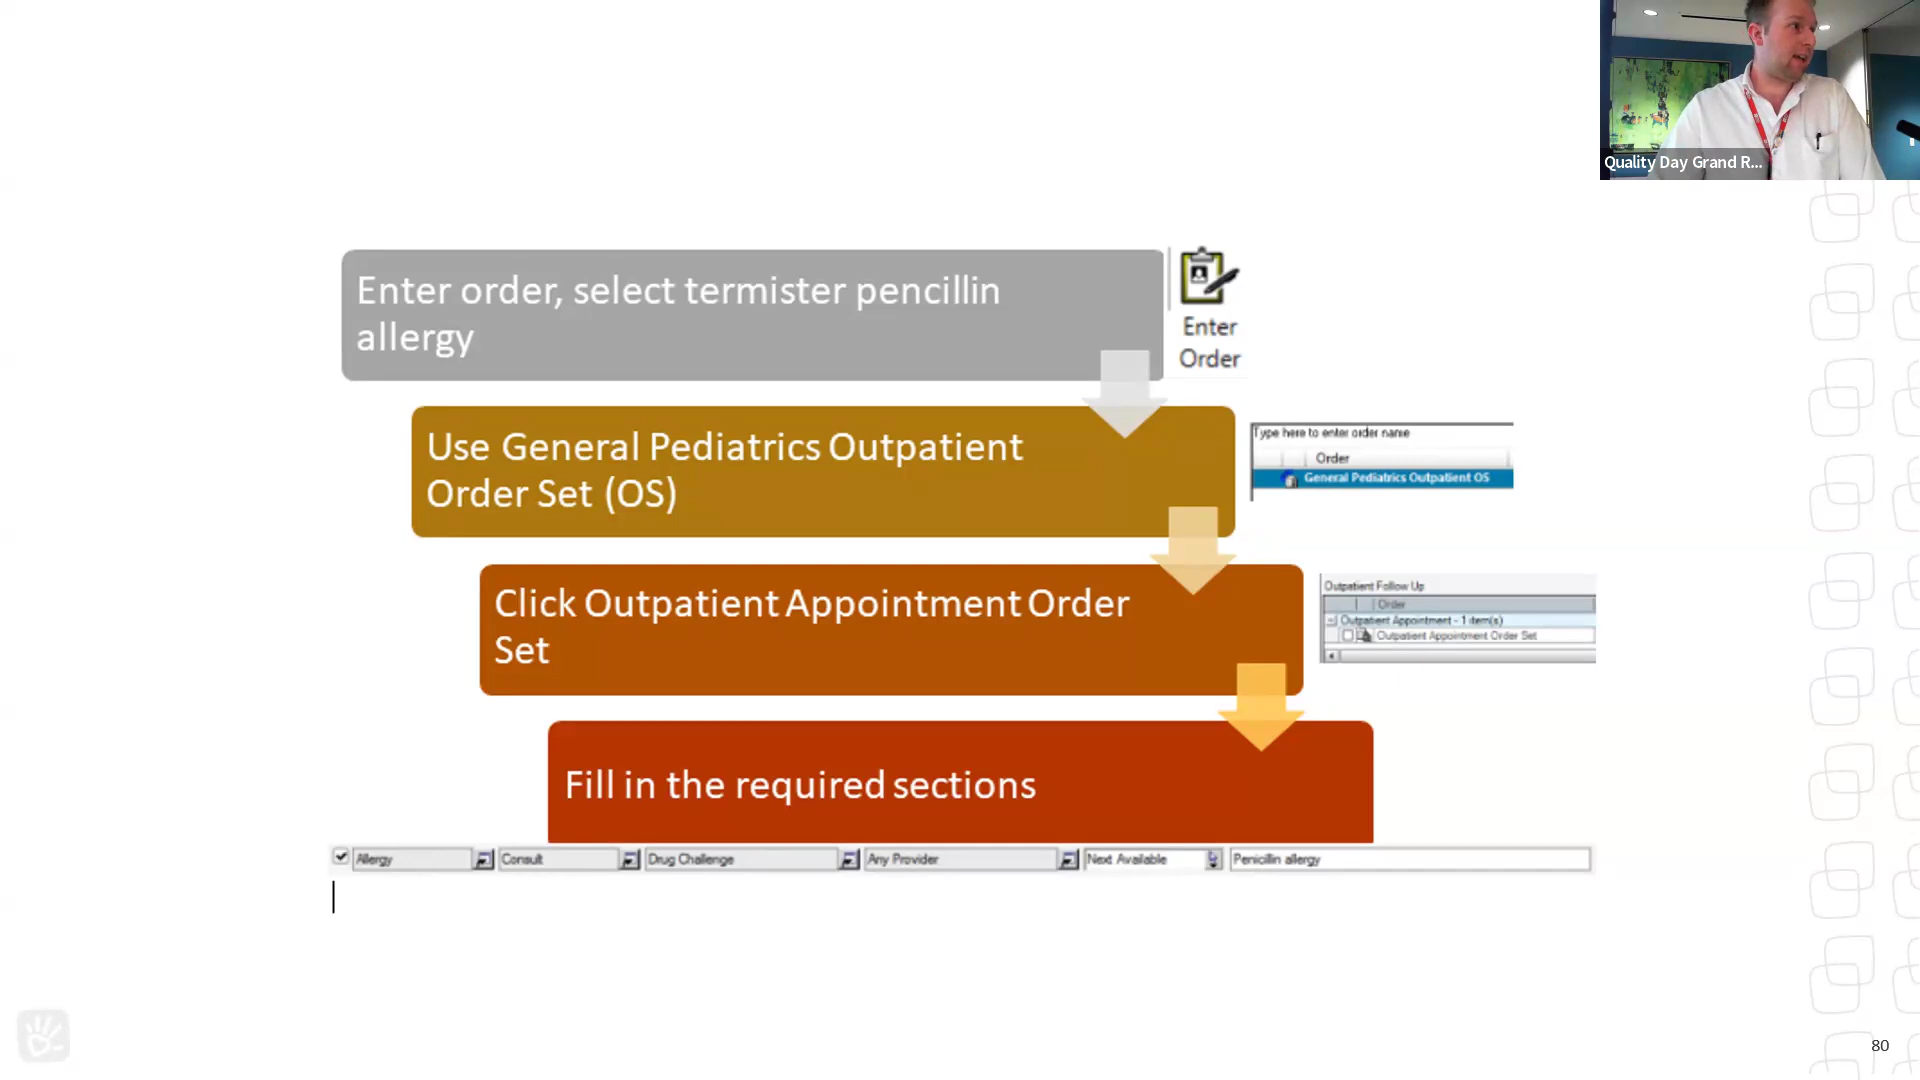 Quality Day Grand R...
Enter order, select termister pencillin
allergy
Enter
Order
Use General Pediatrics Outpatient
Order Set (OS)
Type here to enter order name
Order
General Pediatrics Outpatient OS
Click Outpatient Appointment Order
Set
Outpatient Follow Up
Order
Outpatient Appointment - 1 item(s)
Outpatient Appointment Order Set
Fill in the required sections
Allergy Consult Drug Challenge Any Provider Next Available Penicillin allergy
80